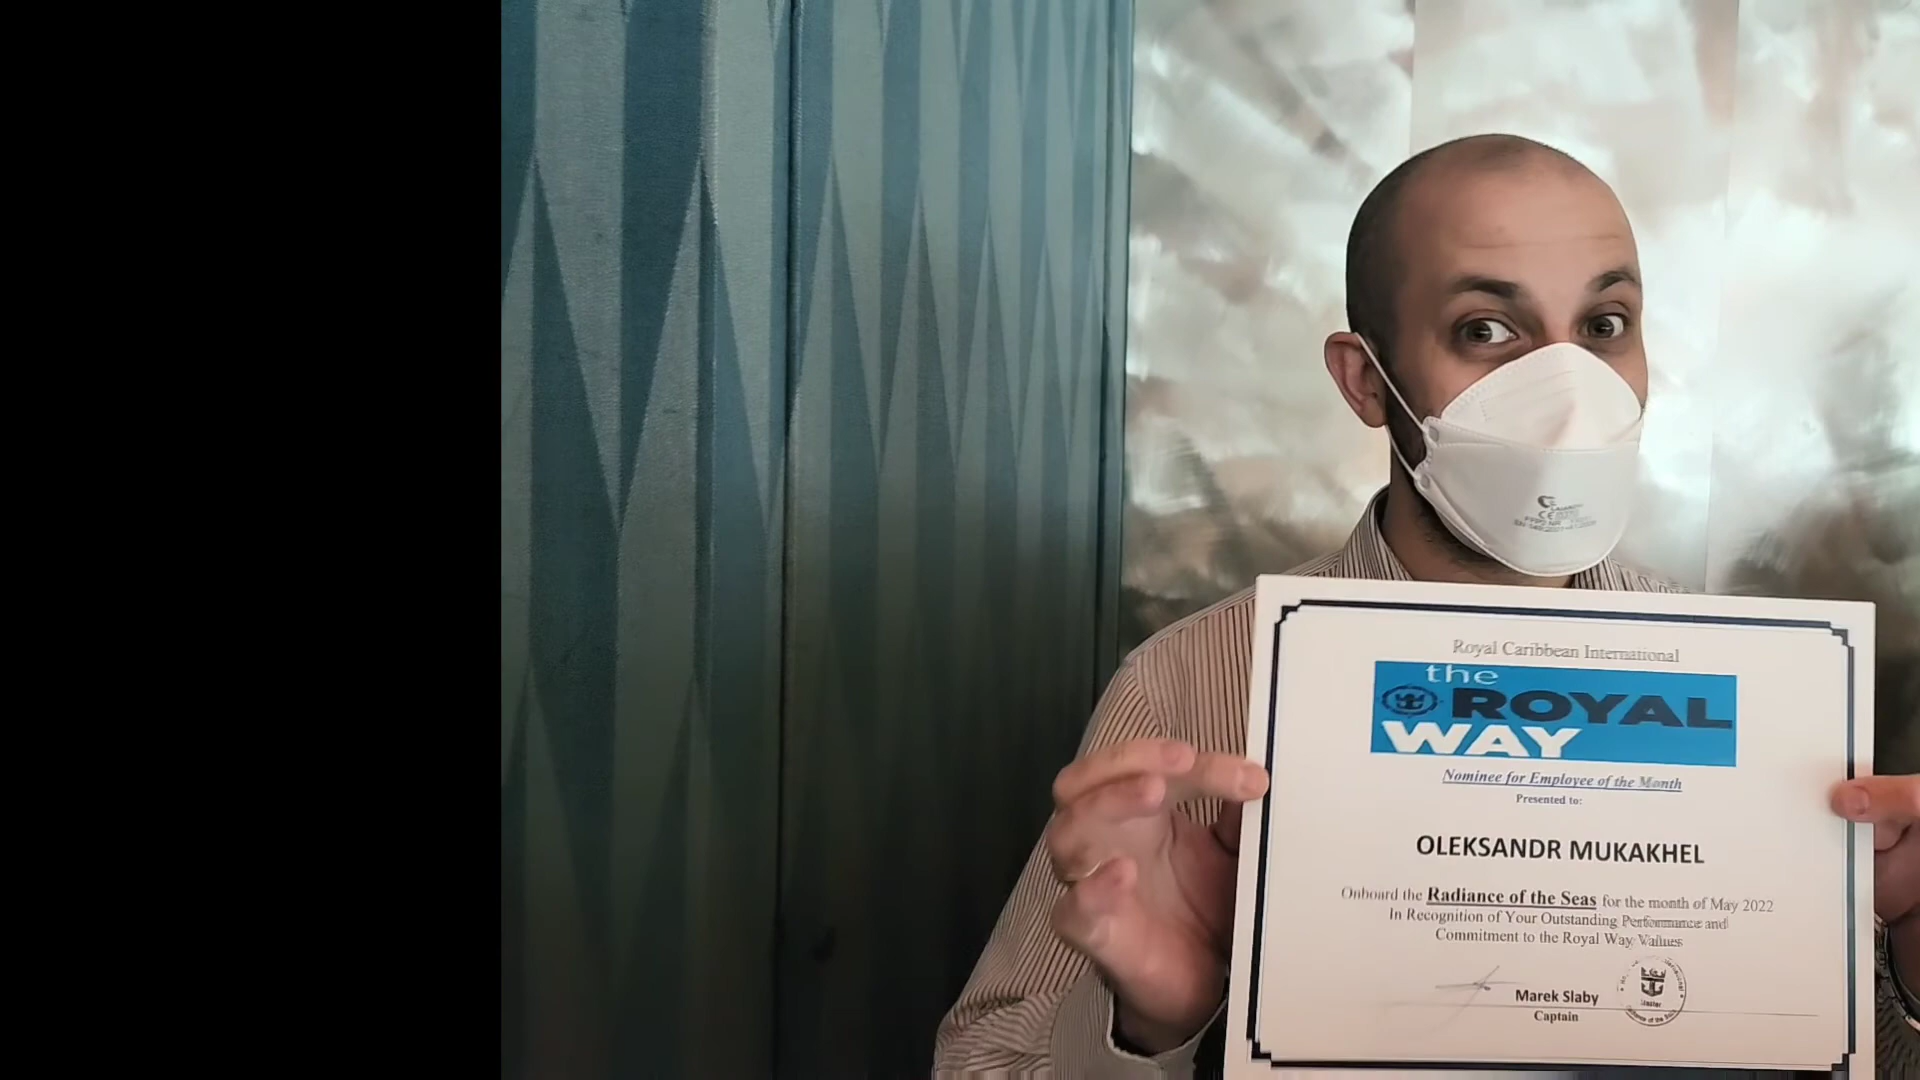 Royal Caribbean International
the
ROYAL
WAY
Nominee for Employee of the Month
Presented to:
OLEKSANDR MUKAKHEL
Onboard the Radiance of the Seas for the month of May 2022
In Recognition of Your Outstanding Performance and
Commitment to the Royal Way Values
Marek Slaby
Captain
Master